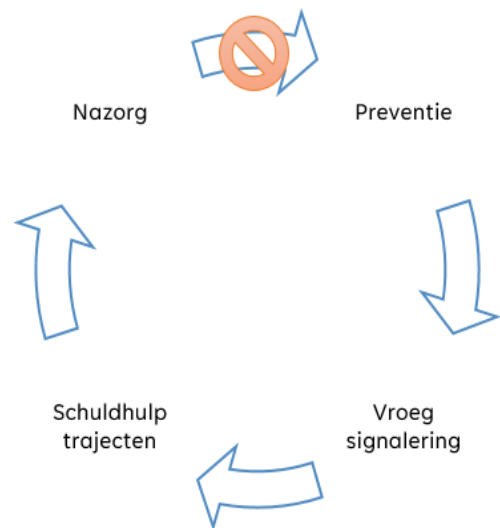 Nazorg
Preventie
Schuldhulp
trajecten
Vroeg
signalering